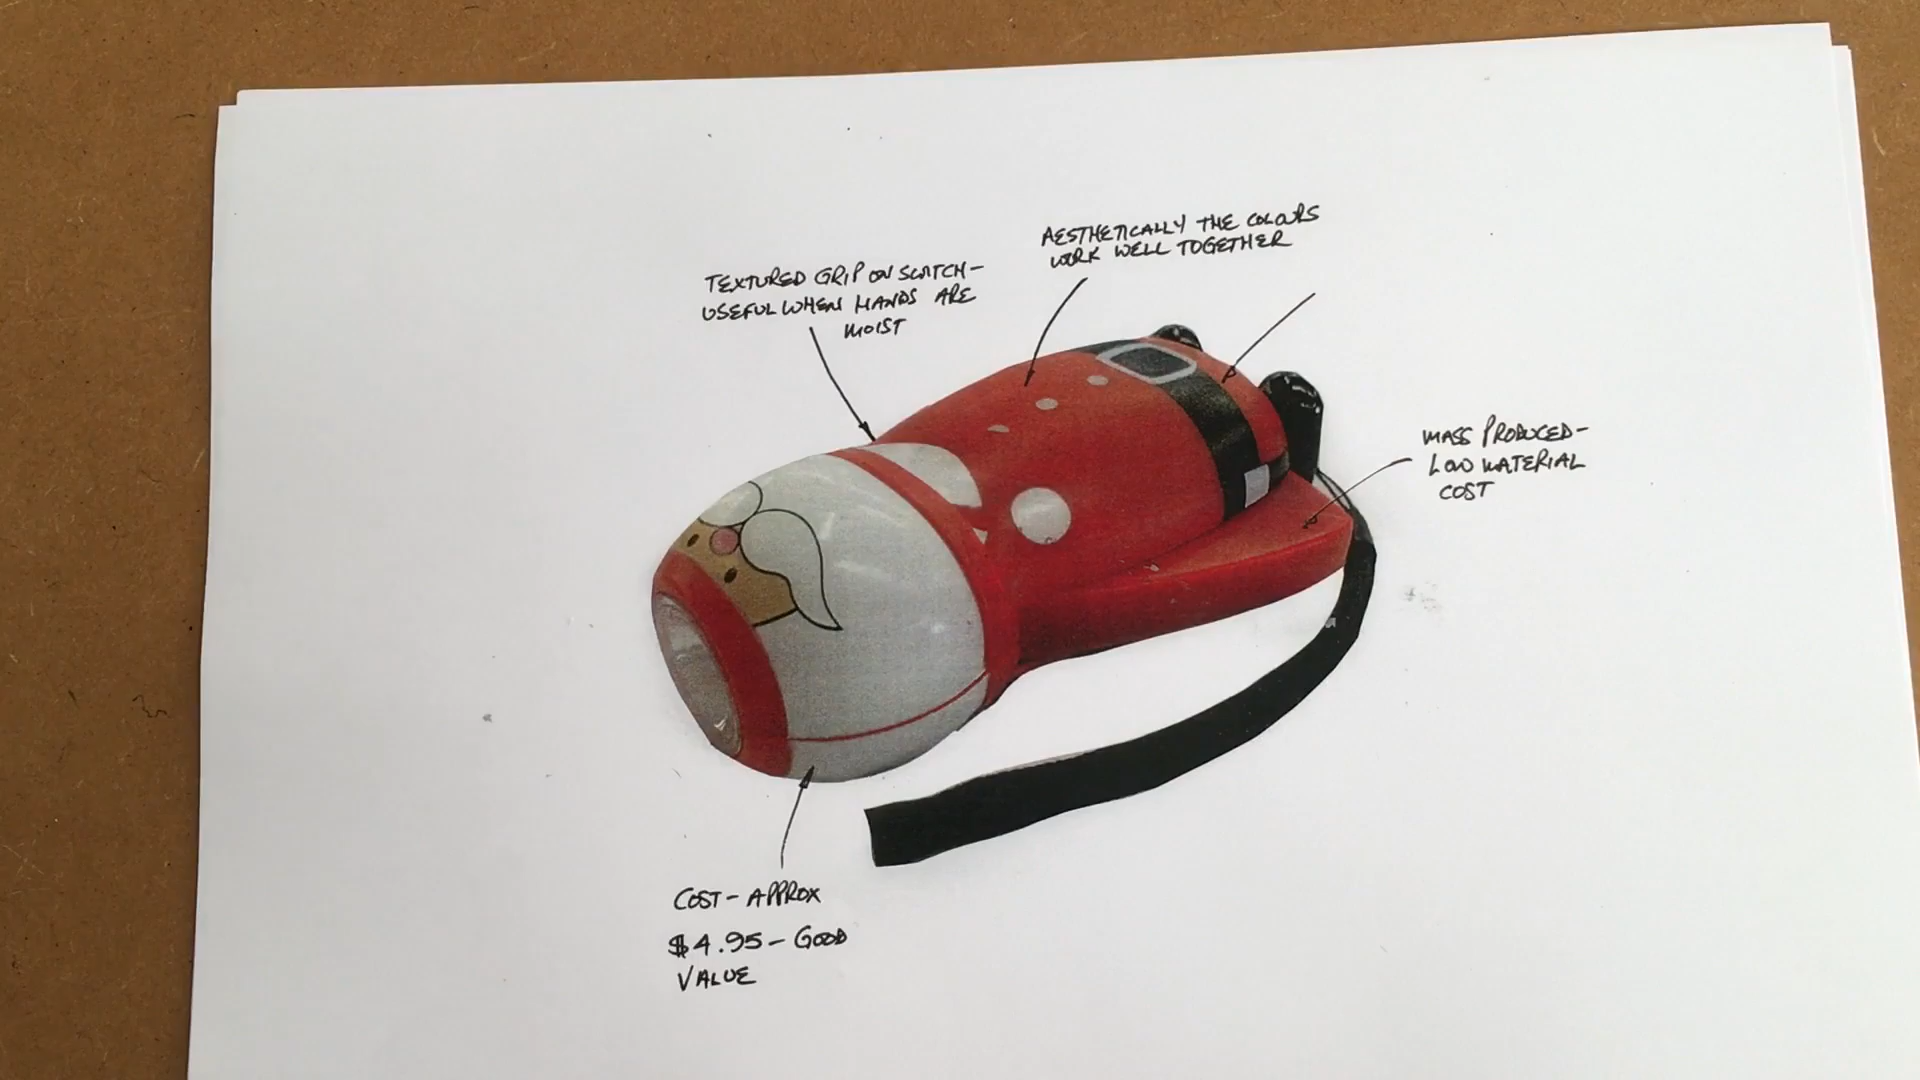 AESTHETICALLY THE COLOURS
WORK WELL TOGETHER
TEXTURED GRIP ON SWITCH-
USEFUL WHEN HANDS ARE
MOIST
MASS PRODUCED-
LOW MATERIAL
COST
COST- APPROX
$4.95- GOOD
VALUE